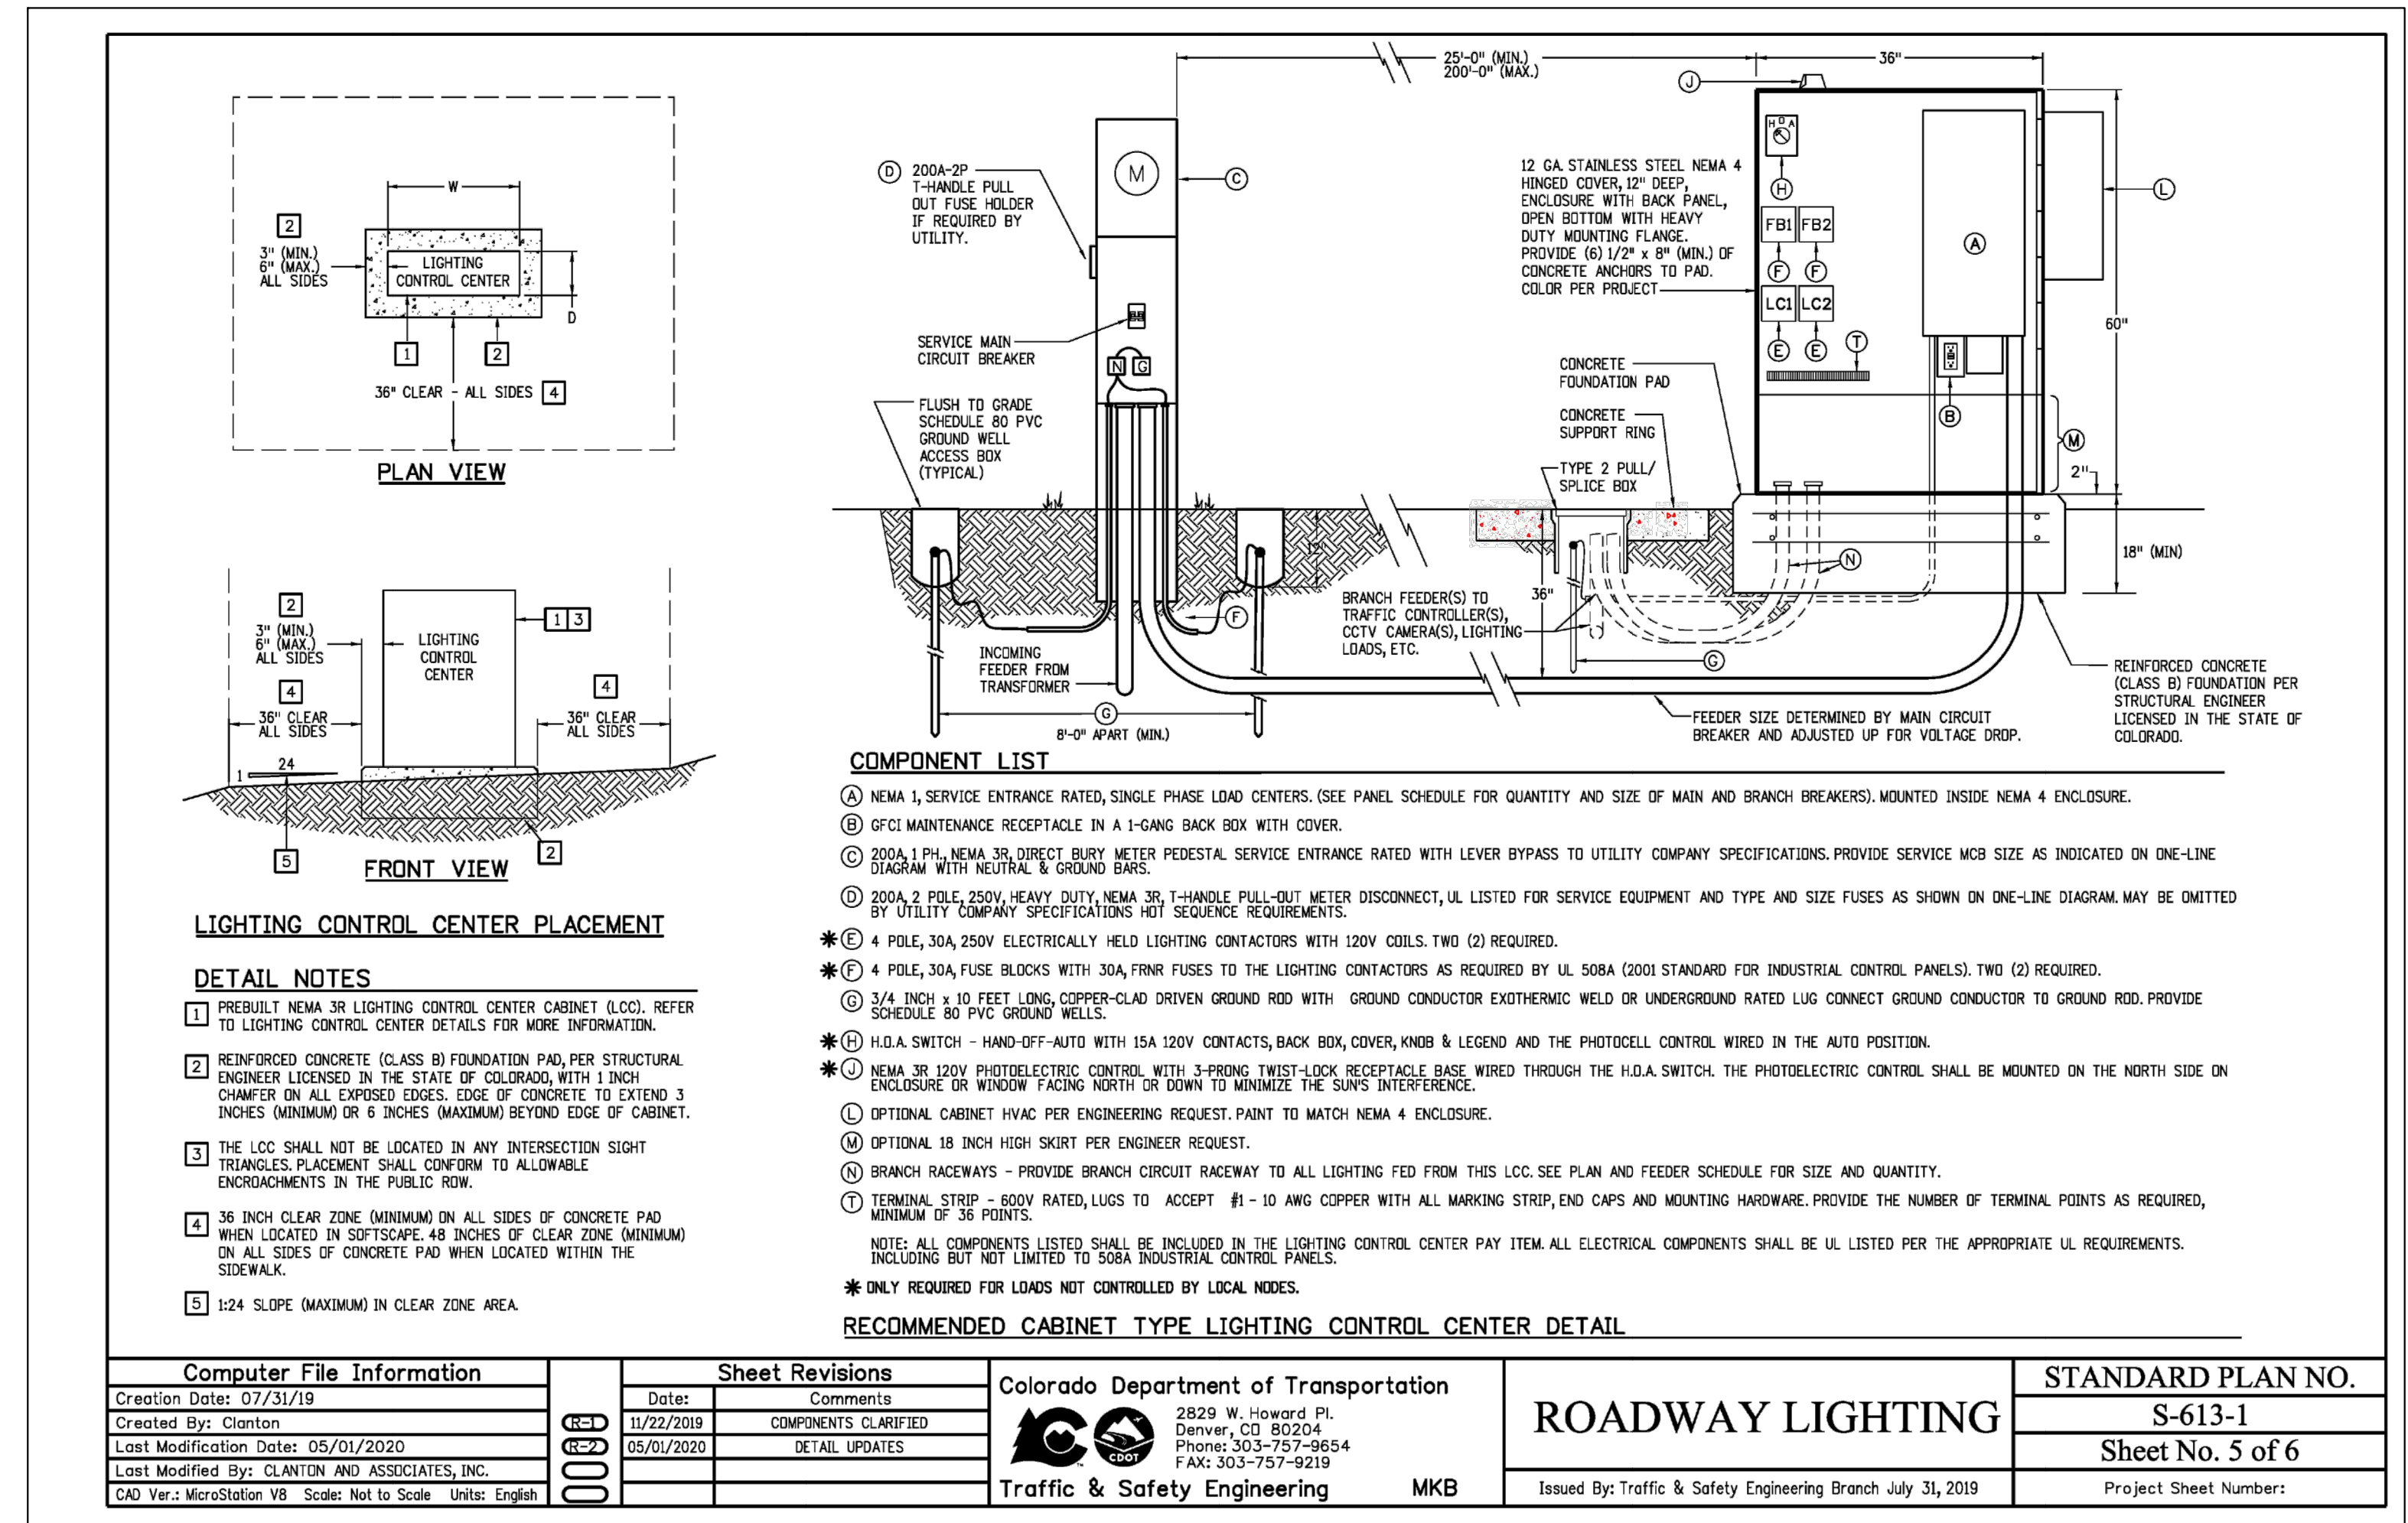 W
2
3" (MIN.)
6" (MAX.)
ALL SIDES
LIGHTING
CONTROL CENTER
D
1
2
36" CLEAR - ALL SIDES 4
PLAN VIEW
2
3" (MIN.)
6" (MAX.)
ALL SIDES
LIGHTING
CONTROL
CENTER
1 3
4
36" CLEAR
ALL SIDES
4
36" CLEAR
ALL SIDES
24
1
5
2
FRONT VIEW
LIGHTING CONTROL CENTER PLACEMENT
DETAIL NOTES
1 PREBUILT NEMA 3R LIGHTING CONTROL CENTER CABINET (LCC). REFER
TO LIGHTING CONTROL CENTER DETAILS FOR MORE INFORMATION.
2 REINFORCED CONCRETE (CLASS B) FOUNDATION PAD, PER STRUCTURAL
ENGINEER LICENSED IN THE STATE OF COLORADO, WITH 1 INCH
CHAMFER ON ALL EXPOSED EDGES. EDGE OF CONCRETE TO EXTEND 3
INCHES (MINIMUM) OR 6 INCHES (MAXIMUM) BEYOND EDGE OF CABINET.
3 THE LCC SHALL NOT BE LOCATED IN ANY INTERSECTION SIGHT
TRIANGLES. PLACEMENT SHALL CONFORM TO ALLOWABLE
ENCROACHMENTS IN THE PUBLIC ROW.
4 36 INCH CLEAR ZONE (MINIMUM) ON ALL SIDES OF CONCRETE PAD
WHEN LOCATED IN SOFTSCAPE. 48 INCHES OF CLEAR ZONE (MINIMUM)
ON ALL SIDES OF CONCRETE PAD WHEN LOCATED WITHIN THE
SIDEWALK.
5 1:24 SLOPE (MAXIMUM) IN CLEAR ZONE AREA.
25'-0" (MIN.)
200'-0" (MAX.)
36"
J
D 200A-2P
T-HANDLE PULL
OUT FUSE HOLDER
IF REQUIRED BY
UTILITY.
M
C
SERVICE MAIN
CIRCUIT BREAKER
N G
FLUSH TO GRADE
SCHEDULE 80 PVC
GROUND WELL
ACCESS BOX
(TYPICAL)
12 GA. STAINLESS STEEL NEMA 4
HINGED COVER, 12" DEEP,
ENCLOSURE WITH BACK PANEL,
OPEN BOTTOM WITH HEAVY
DUTY MOUNTING FLANGE.
PROVIDE (6) 1/2" x 8" (MIN.) OF
CONCRETE ANCHORS TO PAD.
COLOR PER PROJECT
H O A
H
FB1 FB2
F F
LC1 LC2
E E
T
A
B
L
60"
M
2"
CONCRETE
FOUNDATION PAD
CONCRETE
SUPPORT RING
TYPE 2 PULL/
SPLICE BOX
12"
36"
N
18" (MIN)
F
BRANCH FEEDER(S) TO
TRAFFIC CONTROLLER(S),
CCTV CAMERA(S), LIGHTING
LOADS, ETC.
G
INCOMING
FEEDER FROM
TRANSFORMER
G
8'-0" APART (MIN.)
FEEDER SIZE DETERMINED BY MAIN CIRCUIT
BREAKER AND ADJUSTED UP FOR VOLTAGE DROP.
REINFORCED CONCRETE
(CLASS B) FOUNDATION PER
STRUCTURAL ENGINEER
LICENSED IN THE STATE OF
COLORADO.
COMPONENT LIST
A NEMA 1, SERVICE ENTRANCE RATED, SINGLE PHASE LOAD CENTERS. (SEE PANEL SCHEDULE FOR QUANTITY AND SIZE OF MAIN AND BRANCH BREAKERS). MOUNTED INSIDE NEMA 4 ENCLOSURE.
B GFCI MAINTENANCE RECEPTACLE IN A 1-GANG BACK BOX WITH COVER.
C 200A, 1 PH., NEMA 3R, DIRECT BURY METER PEDESTAL SERVICE ENTRANCE RATED WITH LEVER BYPASS TO UTILITY COMPANY SPECIFICATIONS. PROVIDE SERVICE MCB SIZE AS INDICATED ON ONE-LINE
DIAGRAM WITH NEUTRAL & GROUND BARS.
D 200A, 2 POLE, 250V, HEAVY DUTY, NEMA 3R, T-HANDLE PULL-OUT METER DISCONNECT, UL LISTED FOR SERVICE EQUIPMENT AND TYPE AND SIZE FUSES AS SHOWN ON ONE-LINE DIAGRAM. MAY BE OMITTED
BY UTILITY COMPANY SPECIFICATIONS HOT SEQUENCE REQUIREMENTS.
* E 4 POLE, 30A, 250V ELECTRICALLY HELD LIGHTING CONTACTORS WITH 120V COILS. TWO (2) REQUIRED.
* F 4 POLE, 30A, FUSE BLOCKS WITH 30A, FRNR FUSES TO THE LIGHTING CONTACTORS AS REQUIRED BY UL 508A (2001 STANDARD FOR INDUSTRIAL CONTROL PANELS). TWO (2) REQUIRED.
G 3/4 INCH x 10 FEET LONG, COPPER-CLAD DRIVEN GROUND ROD WITH GROUND CONDUCTOR EXOTHERMIC WELD OR UNDERGROUND RATED LUG CONNECT GROUND CONDUCTOR TO GROUND ROD. PROVIDE
SCHEDULE 80 PVC GROUND WELLS.
* H H.O.A. SWITCH - HAND-OFF-AUTO WITH 15A 120V CONTACTS, BACK BOX, COVER, KNOB & LEGEND AND THE PHOTOCELL CONTROL WIRED IN THE AUTO POSITION.
* J NEMA 3R 120V PHOTOELECTRIC CONTROL WITH 3-PRONG TWIST-LOCK RECEPTACLE BASE WIRED THROUGH THE H.O.A. SWITCH. THE PHOTOELECTRIC CONTROL SHALL BE MOUNTED ON THE NORTH SIDE ON
ENCLOSURE OR WINDOW FACING NORTH OR DOWN TO MINIMIZE THE SUN'S INTERFERENCE.
L OPTIONAL CABINET HVAC PER ENGINEERING REQUEST. PAINT TO MATCH NEMA 4 ENCLOSURE.
M OPTIONAL 18 INCH HIGH SKIRT PER ENGINEER REQUEST.
N BRANCH RACEWAYS - PROVIDE BRANCH CIRCUIT RACEWAY TO ALL LIGHTING FED FROM THIS LCC. SEE PLAN AND FEEDER SCHEDULE FOR SIZE AND QUANTITY.
T TERMINAL STRIP - 600V RATED, LUGS TO ACCEPT #1 - 10 AWG COPPER WITH ALL MARKING STRIP, END CAPS AND MOUNTING HARDWARE. PROVIDE THE NUMBER OF TERMINAL POINTS AS REQUIRED,
MINIMUM OF 36 POINTS.
NOTE: ALL COMPONENTS LISTED SHALL BE INCLUDED IN THE LIGHTING CONTROL CENTER PAY ITEM. ALL ELECTRICAL COMPONENTS SHALL BE UL LISTED PER THE APPROPRIATE UL REQUIREMENTS.
INCLUDING BUT NOT LIMITED TO 508A INDUSTRIAL CONTROL PANELS.
* ONLY REQUIRED FOR LOADS NOT CONTROLLED BY LOCAL NODES.
RECOMMENDED CABINET TYPE LIGHTING CONTROL CENTER DETAIL
Computer File Information
Creation Date: 07/31/19
Created By: Clanton
Last Modification Date: 05/01/2020
Last Modified By: CLANTON AND ASSOCIATES, INC.
CAD Ver.: MicroStation V8 Scale: Not to Scale Units: English
Sheet Revisions
Date: Comments
R-1 11/22/2019 COMPONENTS CLARIFIED
R-2 05/01/2020 DETAIL UPDATES
Colorado Department of Transportation
CDOT
TM
2829 W. Howard Pl.
Denver, CO 80204
Phone: 303-757-9654
FAX: 303-757-9219
Traffic & Safety Engineering MKB
ROADWAY LIGHTING
Issued By: Traffic & Safety Engineering Branch July 31, 2019
STANDARD PLAN NO.
S-613-1
Sheet No. 5 of 6
Project Sheet Number: